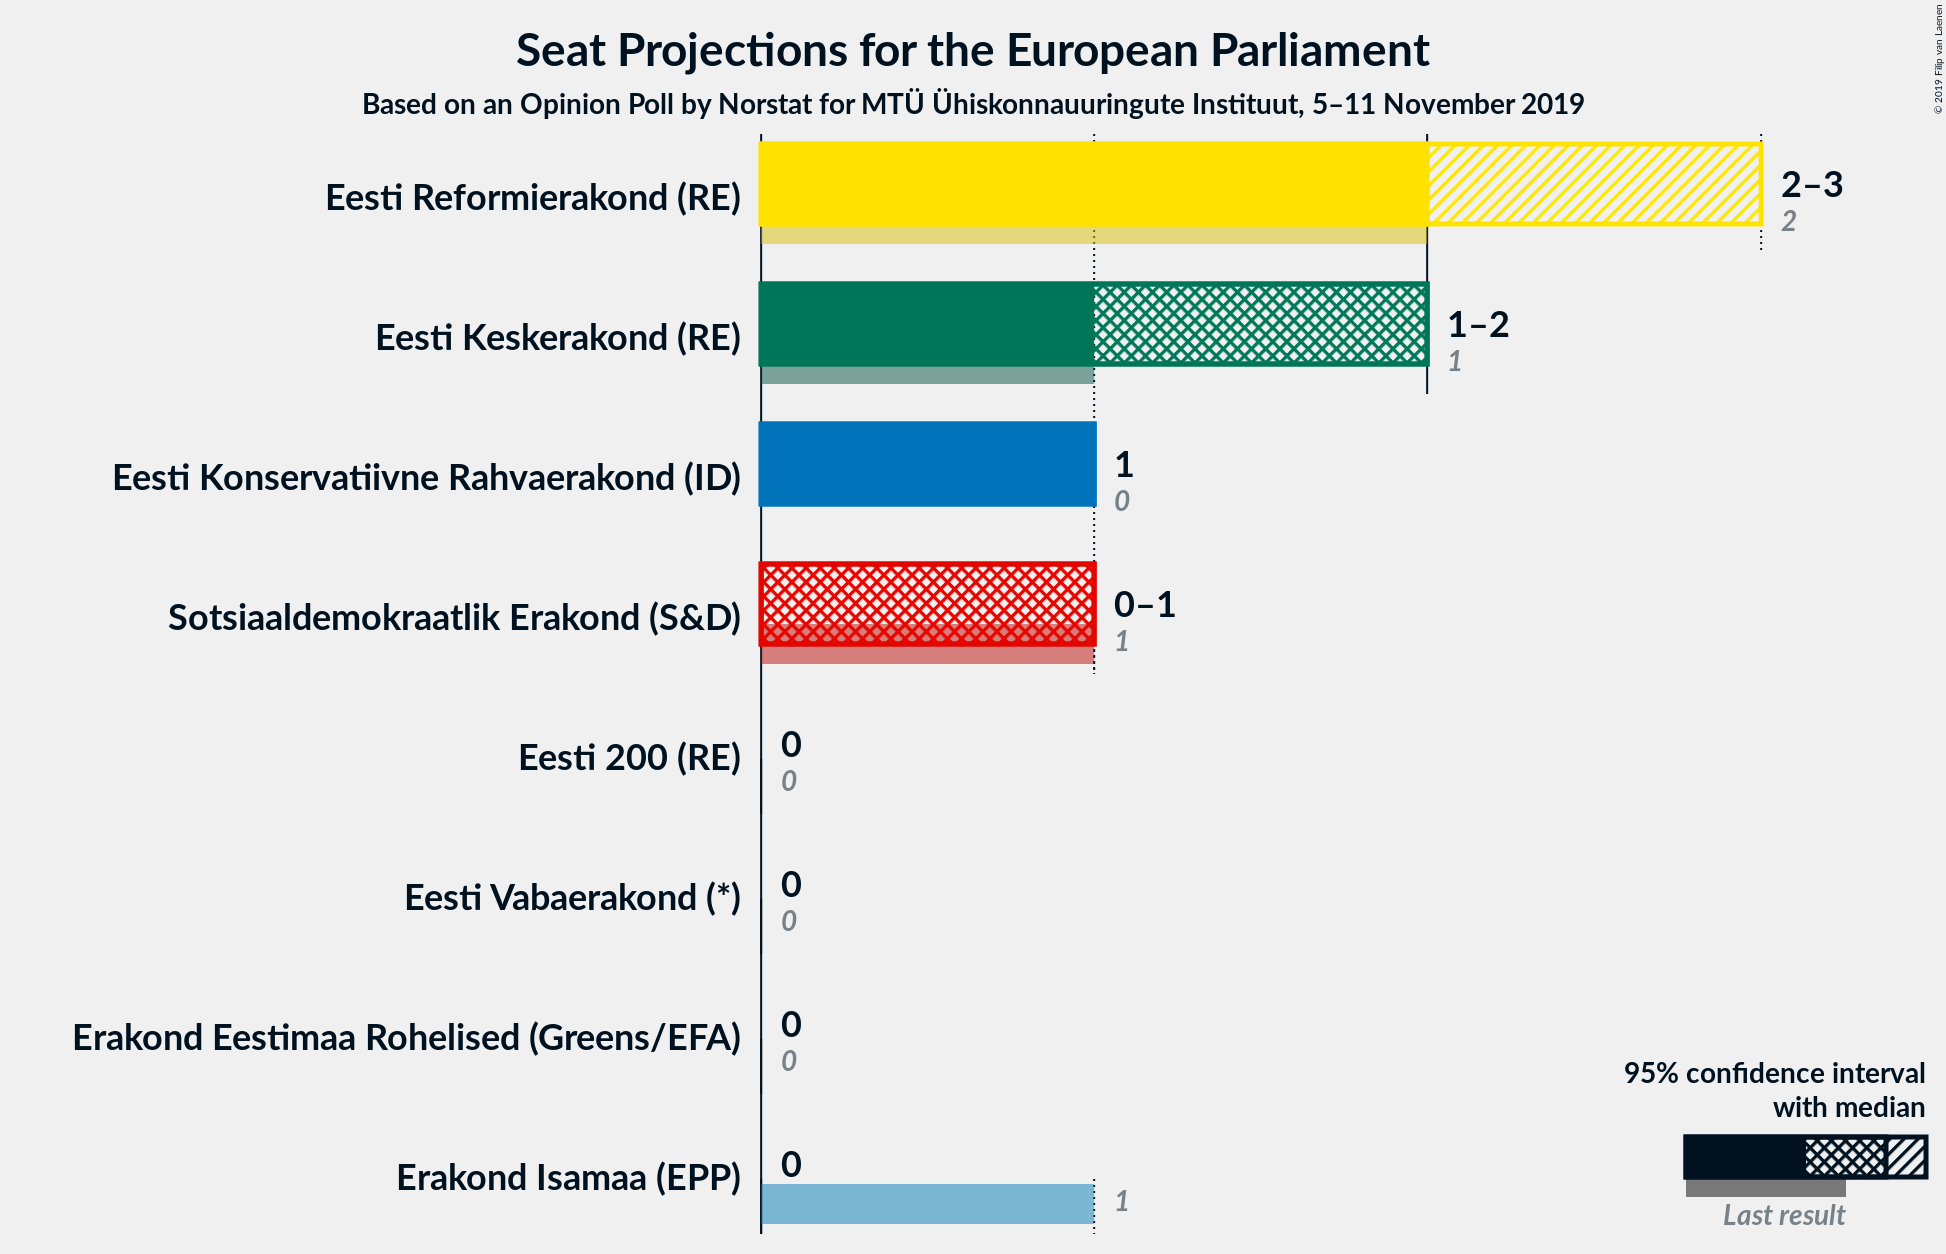 Seat Projections for the European Parliament
Based on an Opinion Poll by Norstat for MTÜ Ühiskonnauuringute Instituut, 5–11 November 2019
© 2019 Filip van Laenen
Eesti Reformierakond (RE)
2–3
2
Eesti Keskerakond (RE)
1–2
1
Eesti Konservatiivne Rahvaerakond (ID)
1
0
Sotsiaaldemokraatlik Erakond (S&D)
0–1
1
Eesti 200 (RE)
0
0
Eesti Vabaerakond (*)
0
0
Erakond Eestimaa Rohelised (Greens/EFA)
0
0
Erakond Isamaa (EPP)
0
1
95% confidence interval
with median
Last result